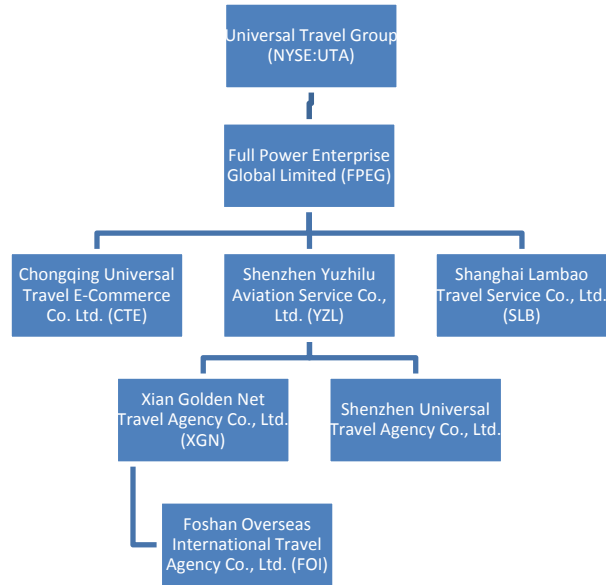 Universal Travel Group
(NYSE:UTA)
Full Power Enterprise
Global Limited (FPEG)
Chongqing Universal
Travel E-Commerce
Co. Ltd. (CTE)
Shenzhen Yuzhilu
Aviation Service Co.,
Ltd. (YZL)
Shanghai Lambao
Travel Service Co., Ltd.
(SLB)
Xian Golden Net
Travel Agency Co., Ltd.
(XGN)
Shenzhen Universal
Travel Agency Co., Ltd.
Foshan Overseas
International Travel
Agency Co., Ltd. (FOI)